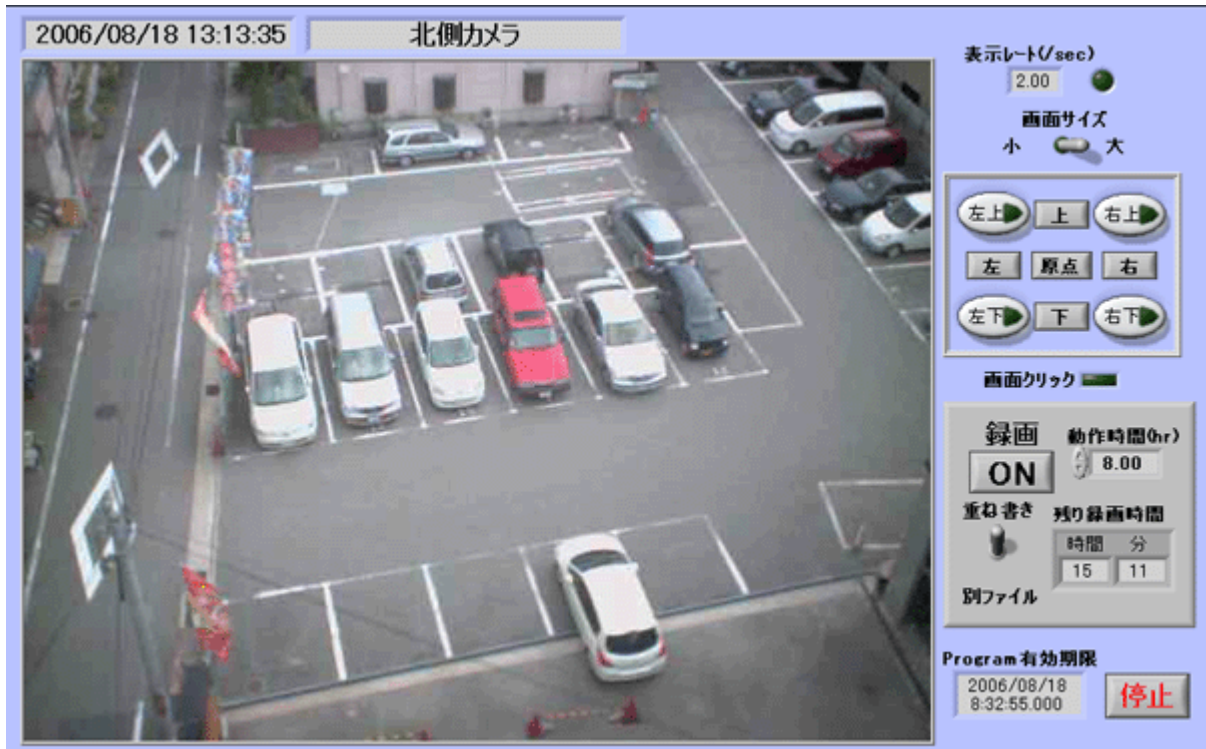 2006/08/18 13:13:35
北側カメラ
表示レート(/sec)
2.00
画面サイズ
小 大
左上 上 右上
左 原点 右
左下 下 右下
画面クリック
録画 動作時間(hr)
ON 8.00
重ね書き 残り録画時間
時間 分
15 11
別ファイル
Program有効期限
2006/08/18
8:32:55.000
停止